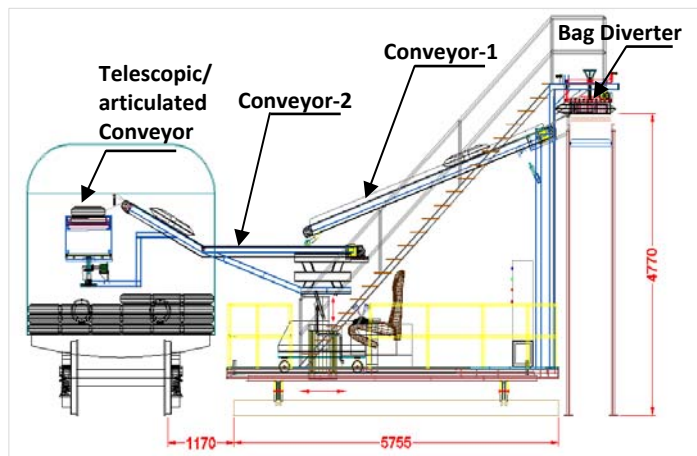 Bag Diverter
Conveyor-1
Telescopic/
articulated
Conveyor
Conveyor-2
4770
1170
5755